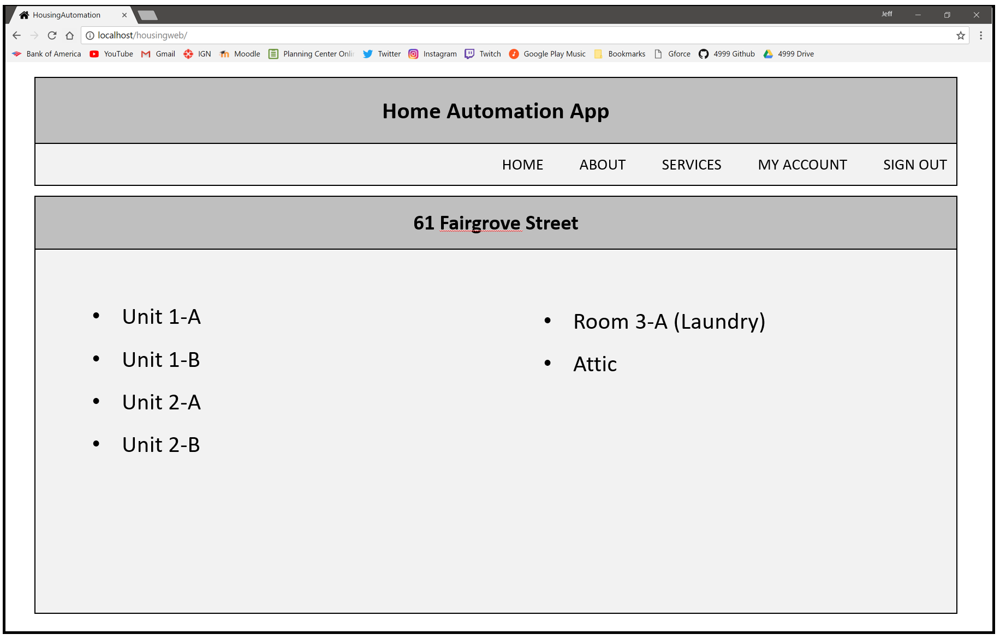 HousingAutomation
Jeff
localhost/housingweb/
Bank of America YouTube Gmail IGN Moodle Planning Center Onli Twitter Instagram Twitch Google Play Music Bookmarks Gforce 4999 Github 4999 Drive
Home Automation App
HOME ABOUT SERVICES MY ACCOUNT SIGN OUT
61 Fairgrove Street
• Unit 1-A
• Unit 1-B
• Unit 2-A
• Unit 2-B
• Room 3-A (Laundry)
• Attic